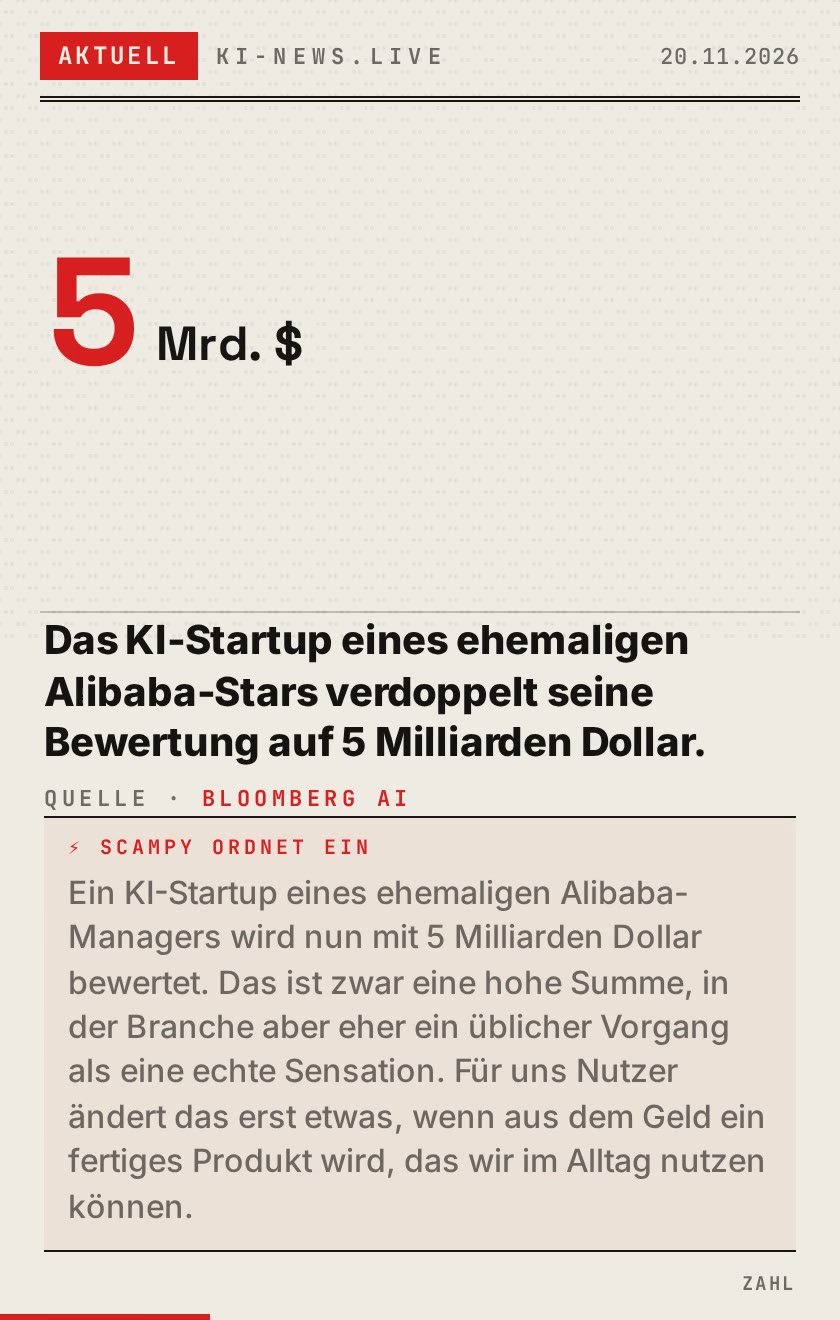 AKTUELL KI-NEWS.LIVE 20.11.2026
5 Mrd. $
Das KI-Startup eines ehemaligen
Alibaba-Stars verdoppelt seine
Bewertung auf 5 Milliarden Dollar.
QUELLE · BLOOMBERG AI
⚡ SCAMPY ORDNET EIN
Ein KI-Startup eines ehemaligen Alibaba-
Managers wird nun mit 5 Milliarden Dollar
bewertet. Das ist zwar eine hohe Summe, in
der Branche aber eher ein üblicher Vorgang
als eine echte Sensation. Für uns Nutzer
ändert das erst etwas, wenn aus dem Geld ein
fertiges Produkt wird, das wir im Alltag nutzen
können.
ZAHL